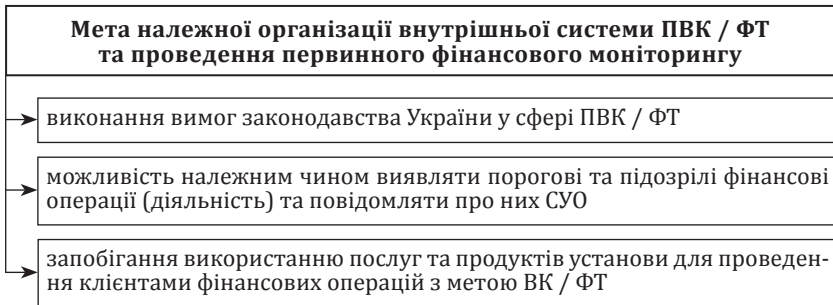 Мета належної організації внутрішньої системи ПВК / ФТ
та проведення первинного фінансового моніторингу
виконання вимог законодавства України у сфері ПВК / ФТ
можливість належним чином виявляти порогові та підозрілі фінансові
операції (діяльність) та повідомляти про них СУО
запобігання використанню послуг та продуктів установи для проведен-
ня клієнтами фінансових операцій з метою ВК / ФТ